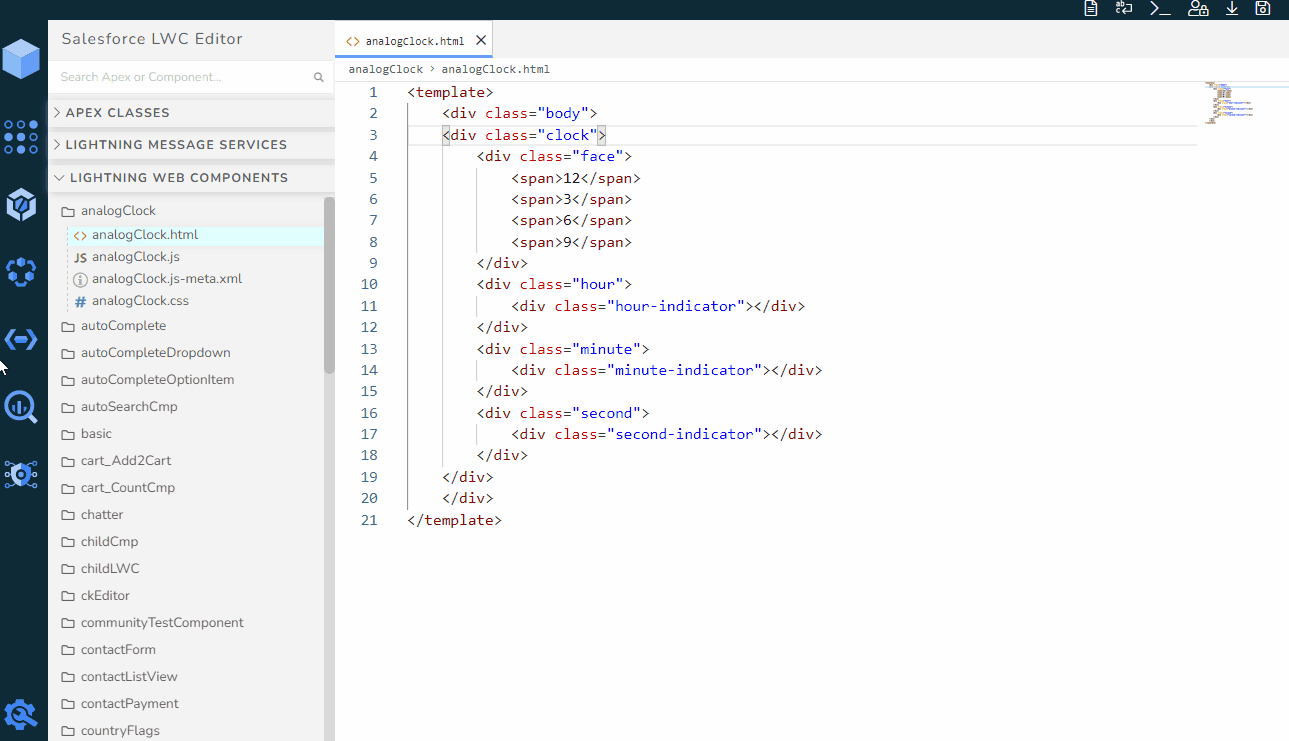 Salesforce LWC Editor
Search Apex or Component...
APEX CLASSES
LIGHTNING MESSAGE SERVICES
LIGHTNING WEB COMPONENTS
analogClock
<> analogClock.html
JS analogClock.js
analogClock.js-meta.xml
# analogClock.css
autoComplete
autoCompleteDropdown
autoCompleteOptionItem
autoSearchCmp
basic
cart_Add2Cart
cart_CountCmp
chatter
childCmp
childLWC
ckEditor
communityTestComponent
contactForm
contactListView
contactPayment
countryFlags
<> analogClock.html
analogClock > analogClock.html
1 <template>
2 <div class="body">
3 <div class="clock">
4 <div class="face">
5 <span>12</span>
6 <span>3</span>
7 <span>6</span>
8 <span>9</span>
9 </div>
10 <div class="hour">
11 <div class="hour-indicator"></div>
12 </div>
13 <div class="minute">
14 <div class="minute-indicator"></div>
15 </div>
16 <div class="second">
17 <div class="second-indicator"></div>
18 </div>
19 </div>
20 </div>
21 </template>